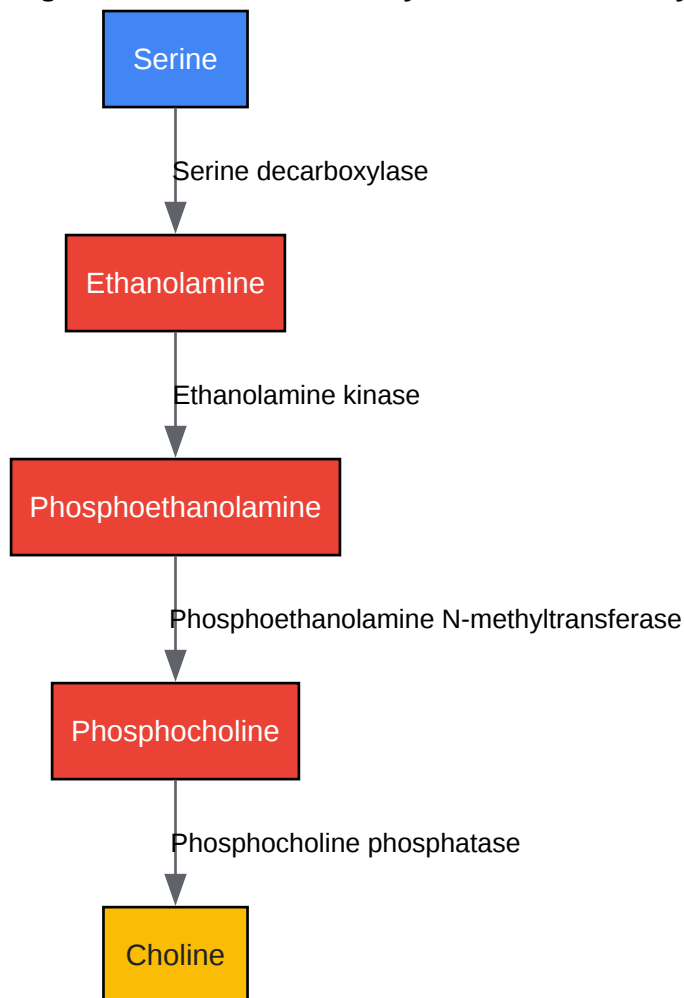 Serine
Serine decarboxylase
Ethanolamine
Ethanolamine kinase
Phosphoethanolamine
Phosphoethanolamine N-methyltransferase
Phosphocholine
Phosphocholine phosphatase
Choline